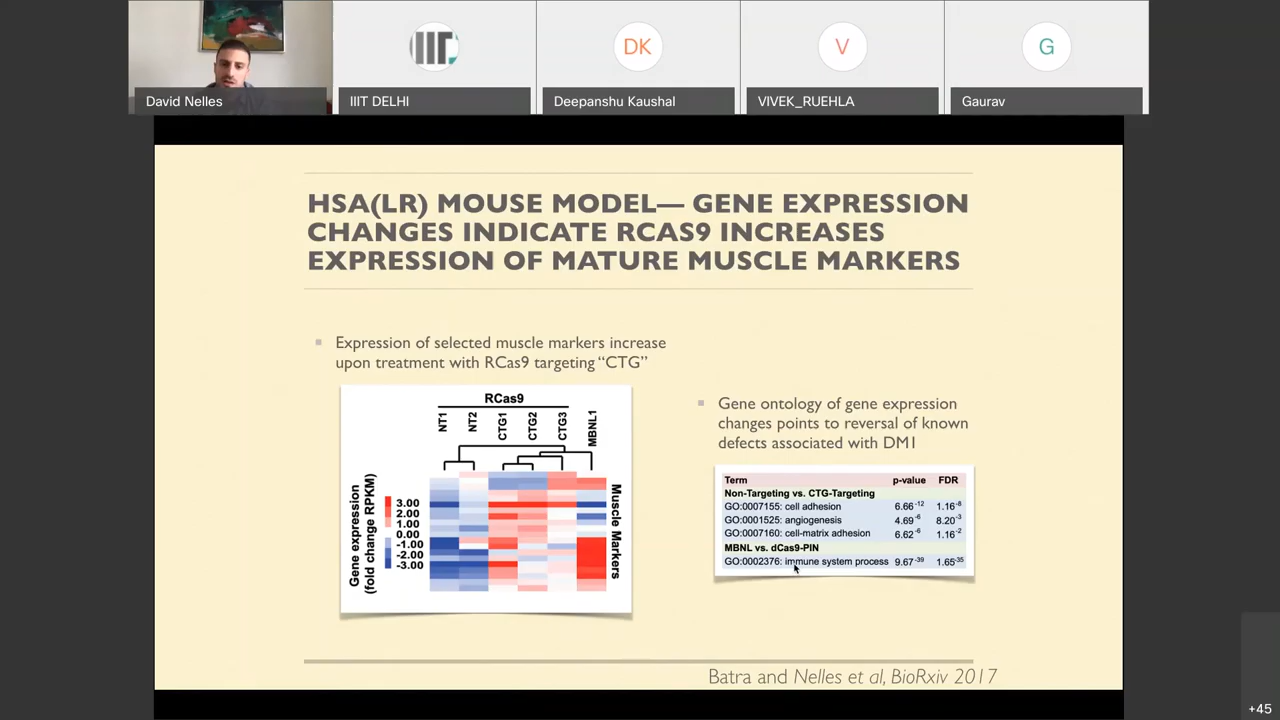 DK
V
G
David Nelles
IIIT DELHI
Deepanshu Kaushal
VIVEK_RUEHLA
Gaurav
HSA(LR) MOUSE MODEL— GENE EXPRESSION
CHANGES INDICATE RCAS9 INCREASES
EXPRESSION OF MATURE MUSCLE MARKERS
Expression of selected muscle markers increase
upon treatment with RCas9 targeting “CTG”
RCas9
NT1
NT2
CTG1
CTG2
CTG3
MBNL1
Gene expression
(fold change RPKM)
3.00
2.00
1.00
0.00
-1.00
-2.00
-3.00
Muscle Markers
Gene ontology of gene expression
changes points to reversal of known
defects associated with DM1
Term p-value FDR
Non-Targeting vs. CTG-Targeting
GO:0007155: cell adhesion 6.66-12 1.16-8
GO:0001525: angiogenesis 4.69-6 8.20-3
GO:0007160: cell-matrix adhesion 6.62-6 1.16-2
MBNL vs. dCas9-PIN
GO:0002376: immune system process 9.67-39 1.65-35
Batra and Nelles et al, BioRxiv 2017
+45